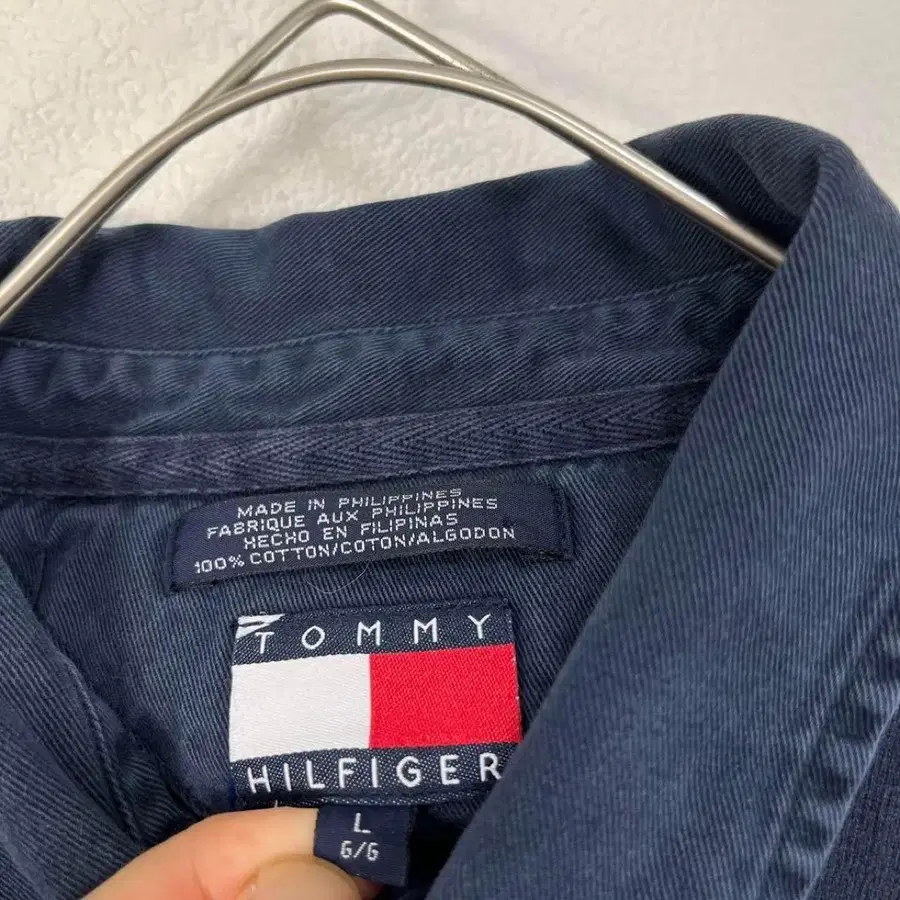 MADE IN PHILIPPINES
FABRIQUE AUX PHILIPPINES
HECHO EN FILIPINAS
100% COTTON/COTON/ALGODON
TOMMY
HILFIGER
L
G/G